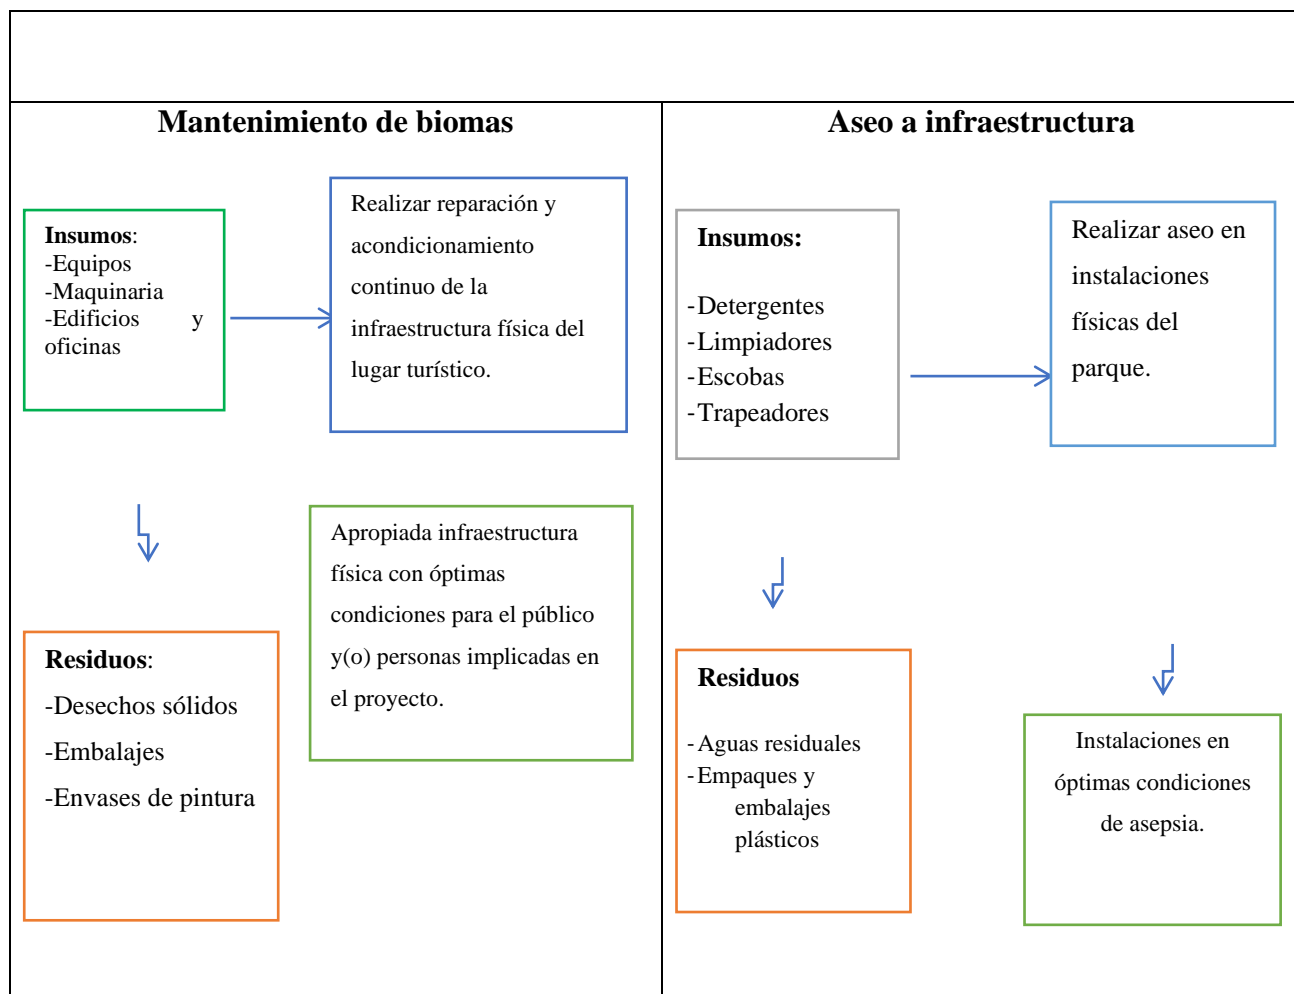 Mantenimiento de biomas
Insumos:
-Equipos
-Maquinaria
-Edificios y
oficinas
Realizar reparación y
acondicionamiento
continuo de la
infraestructura física del
lugar turístico.
Residuos:
-Desechos sólidos
-Embalajes
-Envases de pintura
Apropiada infraestructura
física con óptimas
condiciones para el público
y(o) personas implicadas en
el proyecto.
Aseo a infraestructura
Insumos:
-Detergentes
-Limpiadores
-Escobas
-Trapeadores
Realizar aseo en
instalaciones
físicas del
parque.
Residuos
-Aguas residuales
-Empaques y
embalajes
plásticos
Instalaciones en
óptimas condiciones
de asepsia.